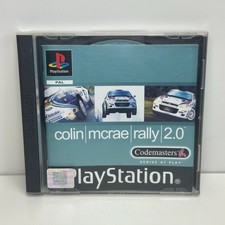 PlayStation
PAL
colin|mcrae|rally|2.0
Codemasters
GENIUS AT PLAY
PlayStation